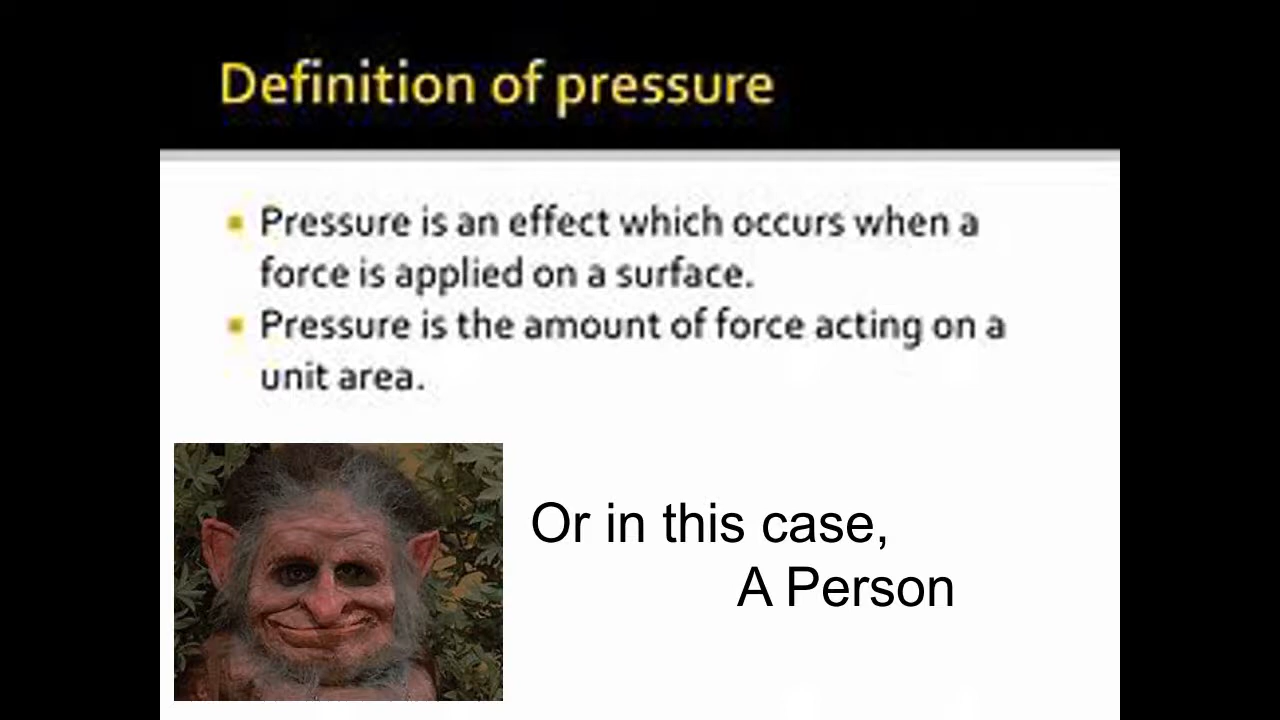 Definition of pressure
Pressure is an effect which occurs when a
force is applied on a surface.
Pressure is the amount of force acting on a
unit area.
Or in this case,
A Person